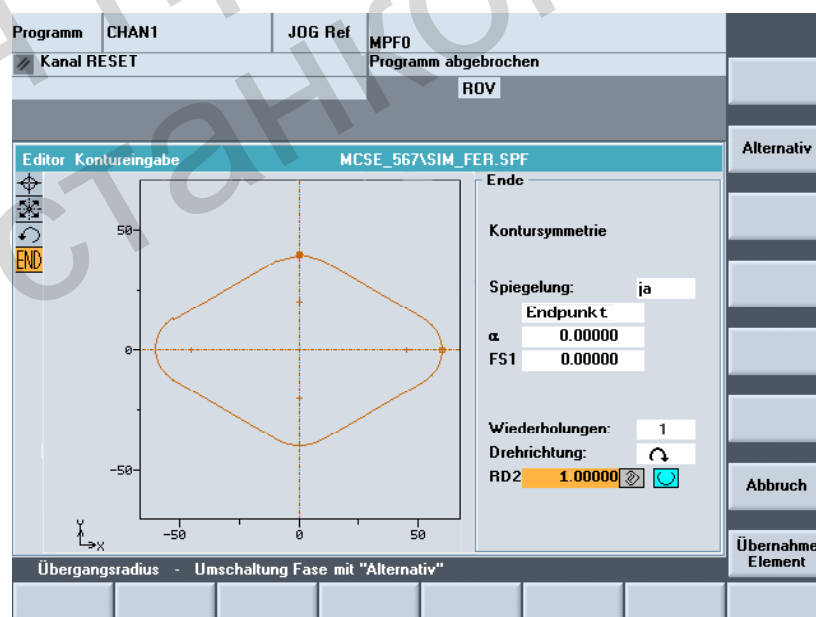 Programm CHAN1 JOG Ref MPF0
Kanal RESET Programm abgebrochen
ROV
Editor Kontureingabe MCSE_567\SIM_FER.SPF
Alternativ
END
Ende
Kontursymmetrie
Spiegelung: ja
Endpunkt
α 0.00000
FS1 0.00000
Wiederholungen: 1
Drehrichtung:
RD2 1.00000
50
0
-50
Y
X
-50 0 50
Abbruch
Übernahme
Element
Übergangsradius - Umschaltung Fase mit "Alternativ"
станко